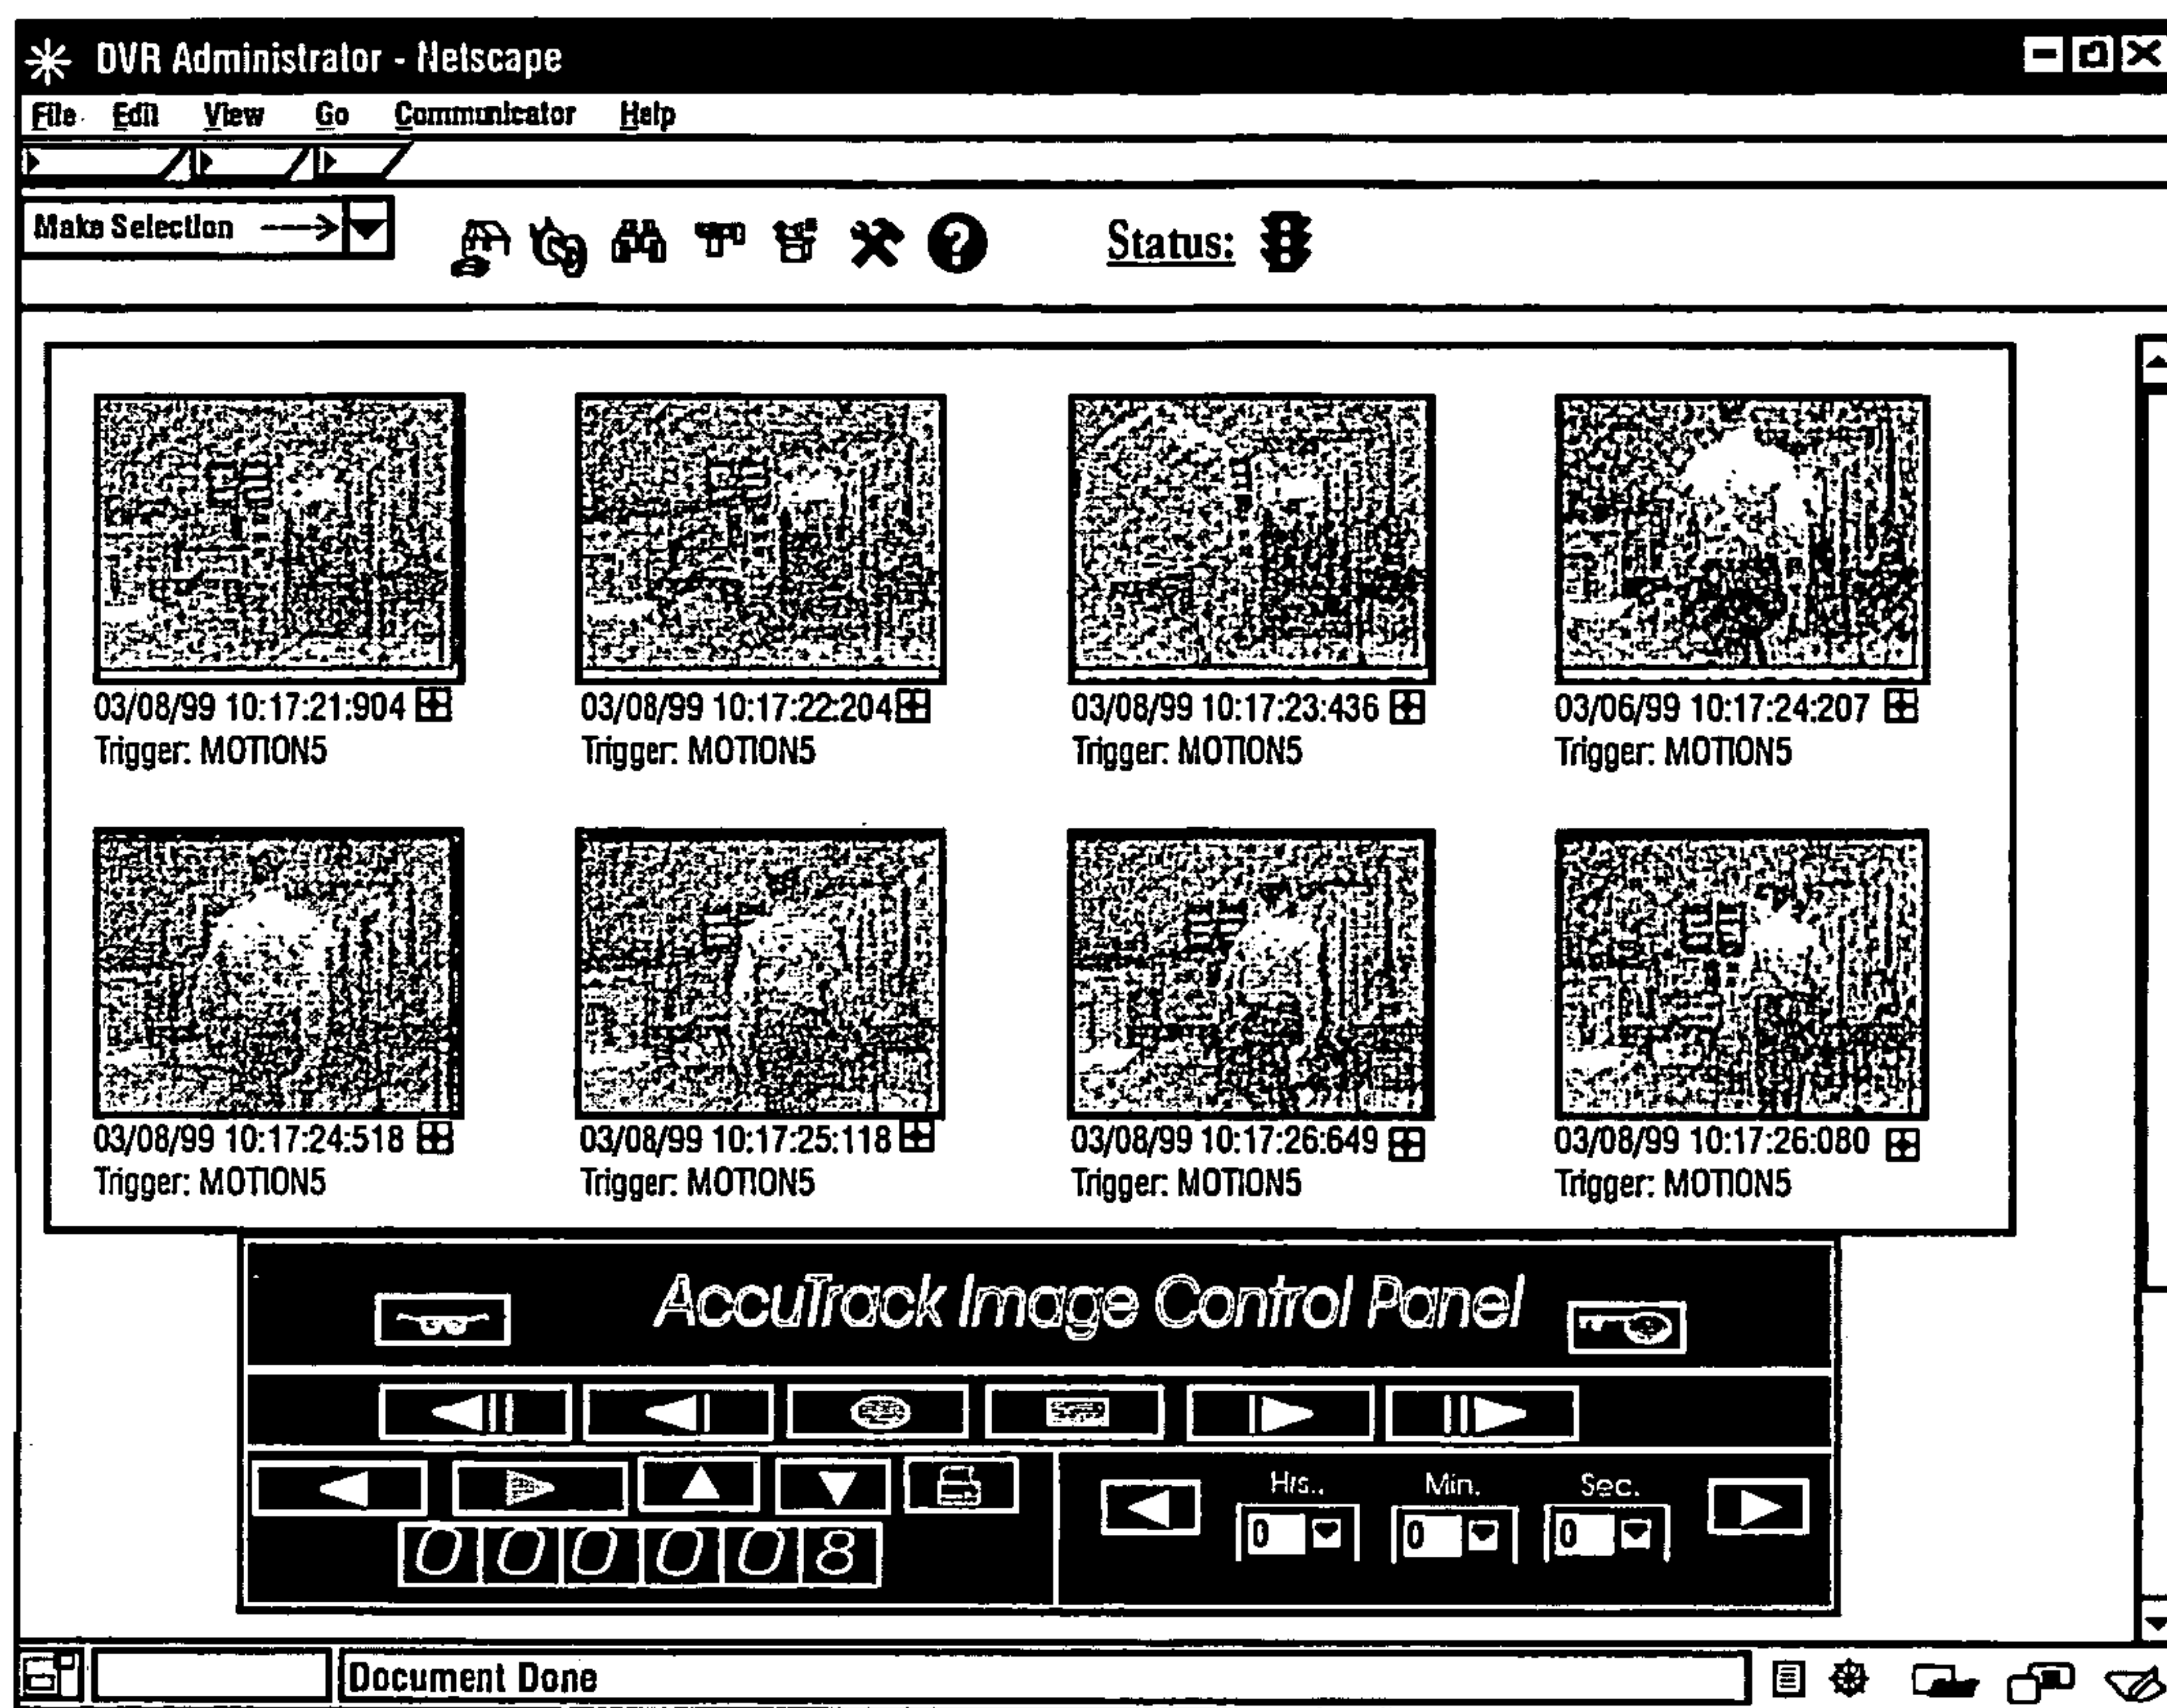 DVR Administrator - Netscape
File Edit View Go Communicator Help
Make Selection
Status:
03/08/99 10:17:21:904 03/08/99 10:17:22:204 03/08/99 10:17:23:436 03/06/99 10:17:24:207
Trigger: MOTION5 Trigger: MOTION5 Trigger: MOTION5 Trigger: MOTION5
03/08/99 10:17:24:518 03/08/99 10:17:25:118 03/08/99 10:17:26:649 03/08/99 10:17:26:080
Trigger: MOTION5 Trigger: MOTION5 Trigger: MOTION5 Trigger: MOTION5
AccuTrack Image Control Panel
Hrs.. Min. Sec.
0 0 0
000008
Document Done